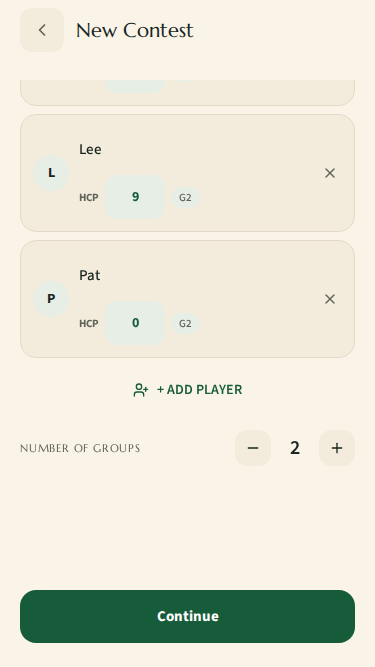 New Contest
Lee
L
HCP 9 G2
Pat
P
HCP 0 G2
+ ADD PLAYER
NUMBER OF GROUPS 2
Continue